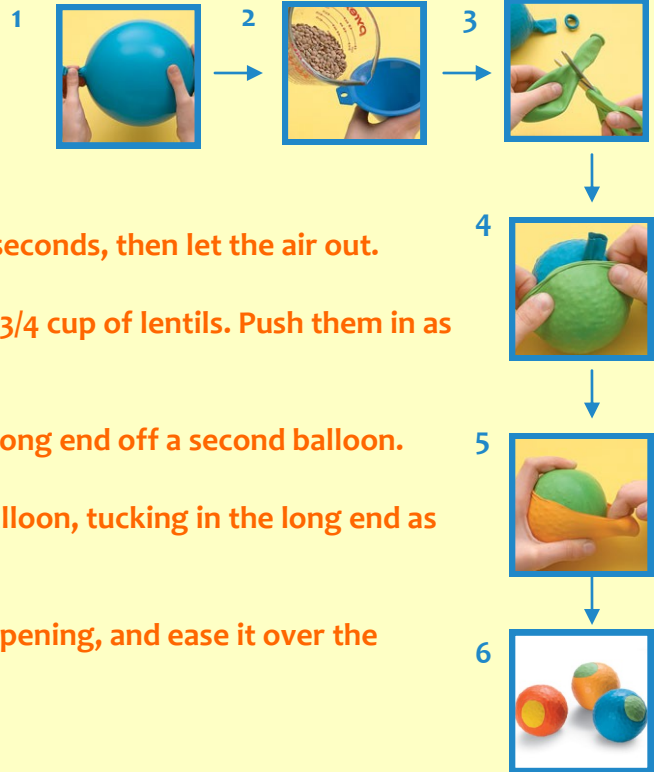 1
2
3
seconds, then let the air out.
4
3/4 cup of lentils. Push them in as
ong end off a second balloon.
5
lloon, tucking in the long end as
pening, and ease it over the
6